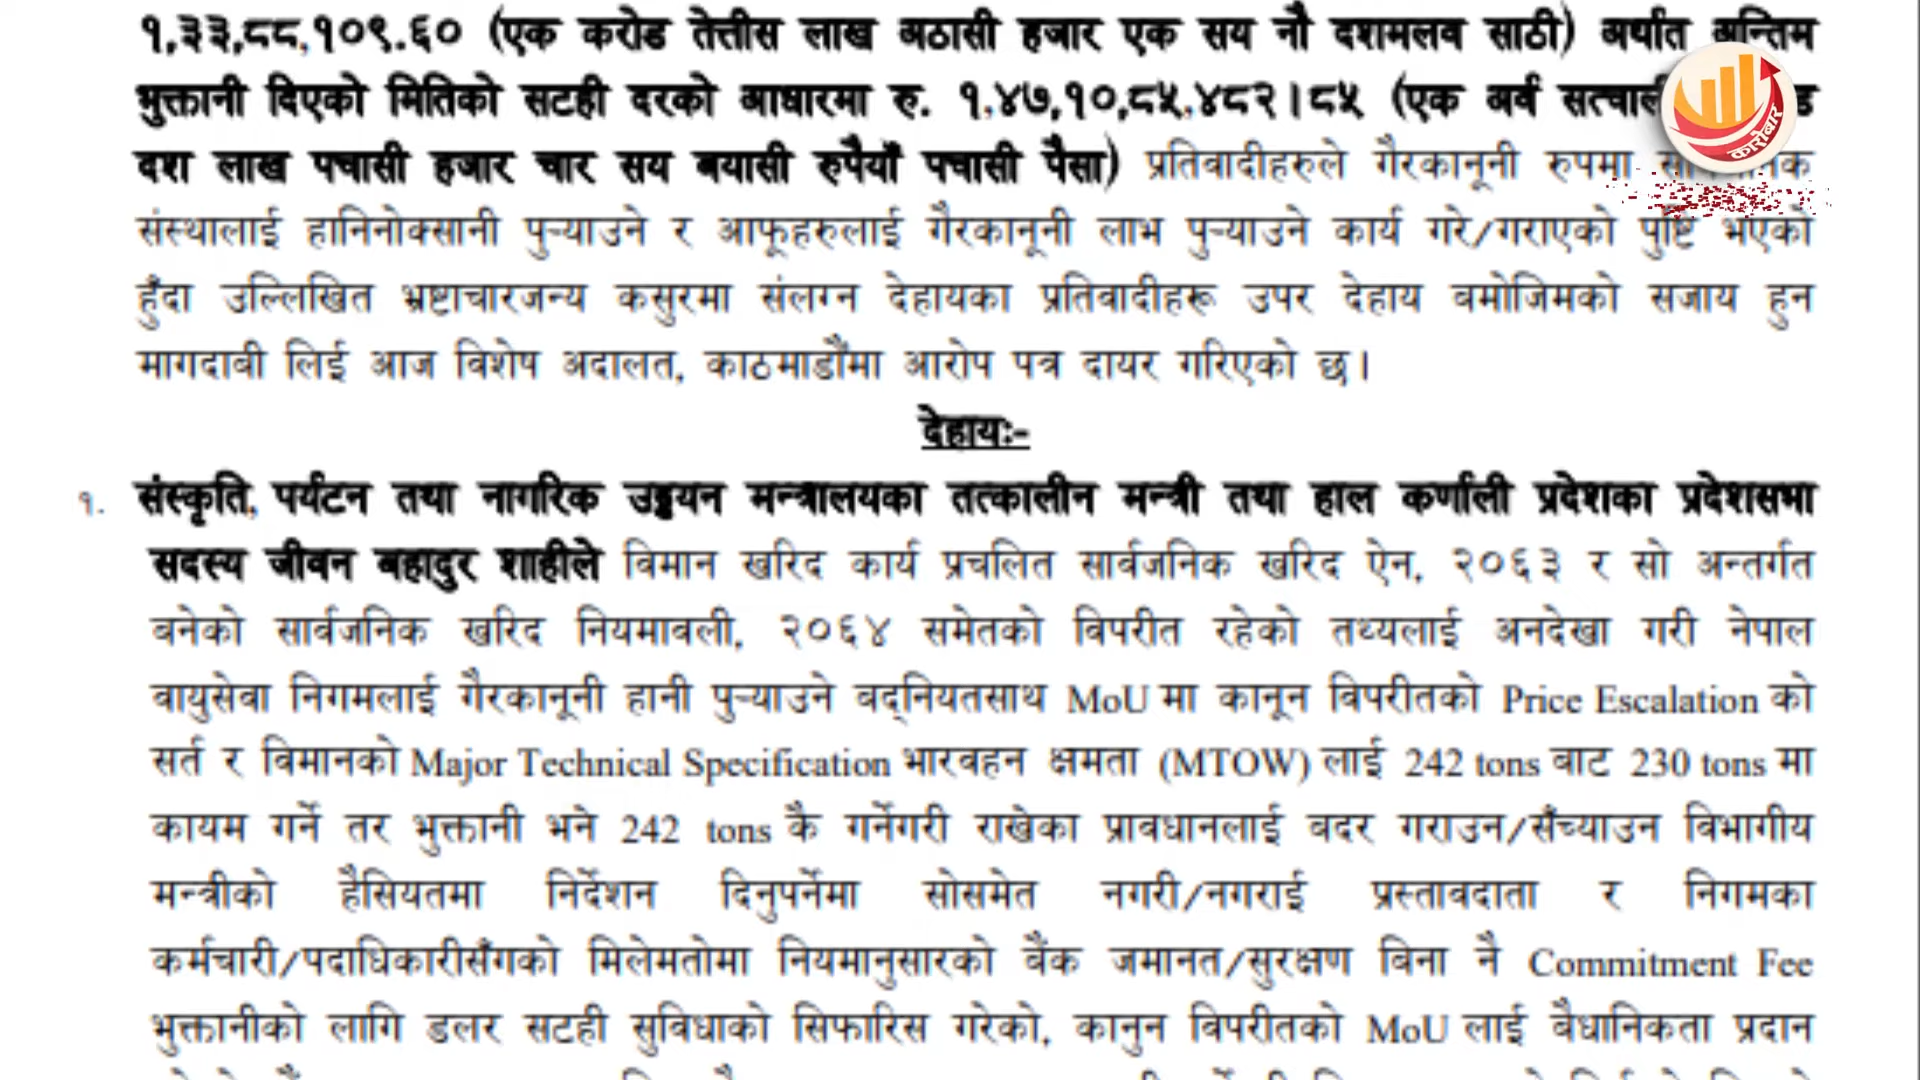 १,३३,८८,१०९.६० (एक करोड तेत्तीस लाख अठासी हजार एक सय नौ दशमलव साठी) अर्थात अन्तिम
भुक्तानी दिएको मितिको सटही दरको आधारमा रु. १,४७,१०,८५,४८२।८५ (एक अर्ब
दश लाख पचासी हजार चार सय बयासी रुपैयाँ पचासी पैसा) प्रतिवादीहरुले गैरकानूनी रुपमा
कारोबार
संस्थालाई हानिनोक्सानी पुऱ्याउने र आफूहरुलाई गैरकानूनी लाभ पुऱ्याउने कार्य गरे/गराएको पुष्टि भएको
हुँदा उल्लिखित भ्रष्टाचारजन्य कसुरमा संलग्न देहायका प्रतिवादीहरू उपर देहाय बमोजिमको सजाय हुन
मागदाबी लिई आज विशेष अदालत, काठमाडौंमा आरोप पत्र दायर गरिएको छ।
देहायः-
१. संस्कृति, पर्यटन तथा नागरिक उड्डयन मन्त्रालयका तत्कालीन मन्त्री तथा हाल कर्णाली प्रदेशका प्रदेशसभा
सदस्य जीवन बहादुर शाहीले विमान खरिद कार्य प्रचलित सार्वजनिक खरिद ऐन, २०६३ र सो अन्तर्गत
बनेको सार्वजनिक खरिद नियमावली, २०६४ समेतको विपरीत रहेको तथ्यलाई अनदेखा गरी नेपाल
वायुसेवा निगमलाई गैरकानूनी हानी पुऱ्याउने बद्नियतसाथ MoU मा कानून विपरीतको Price Escalation को
सर्त र विमानको Major Technical Specification भारवहन क्षमता (MTOW) लाई 242 tons बाट 230 tons मा
कायम गर्ने तर भुक्तानी भने 242 tons कै गर्नेगरी राखेका प्रावधानलाई बदर गराउन/सँच्याउन विभागीय
मन्त्रीको हैसियतमा निर्देशन दिनुपर्नेमा सोसमेत नगरी/नगराई प्रस्तावदाता र निगमका
कर्मचारी/पदाधिकारीसँगको मिलेमतोमा नियमानुसारको बैंक जमानत/सुरक्षण बिना नै Commitment Fee
भुक्तानीको लागि डलर सटही सुविधाको सिफारिस गरेको, कानुन विपरीतको MoU लाई बैधानिकता प्रदान